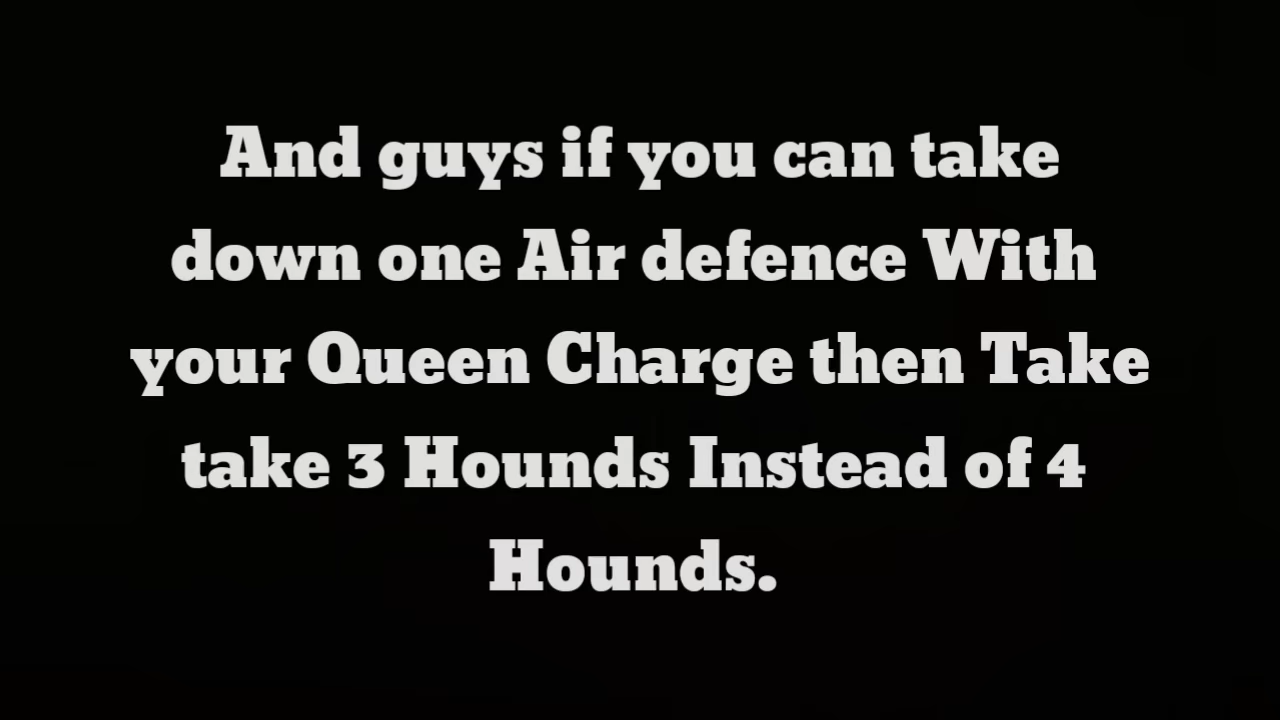 And guys if you can take
down one Air defence With
your Queen Charge then Take
take 3 Hounds Instead of 4
Hounds.